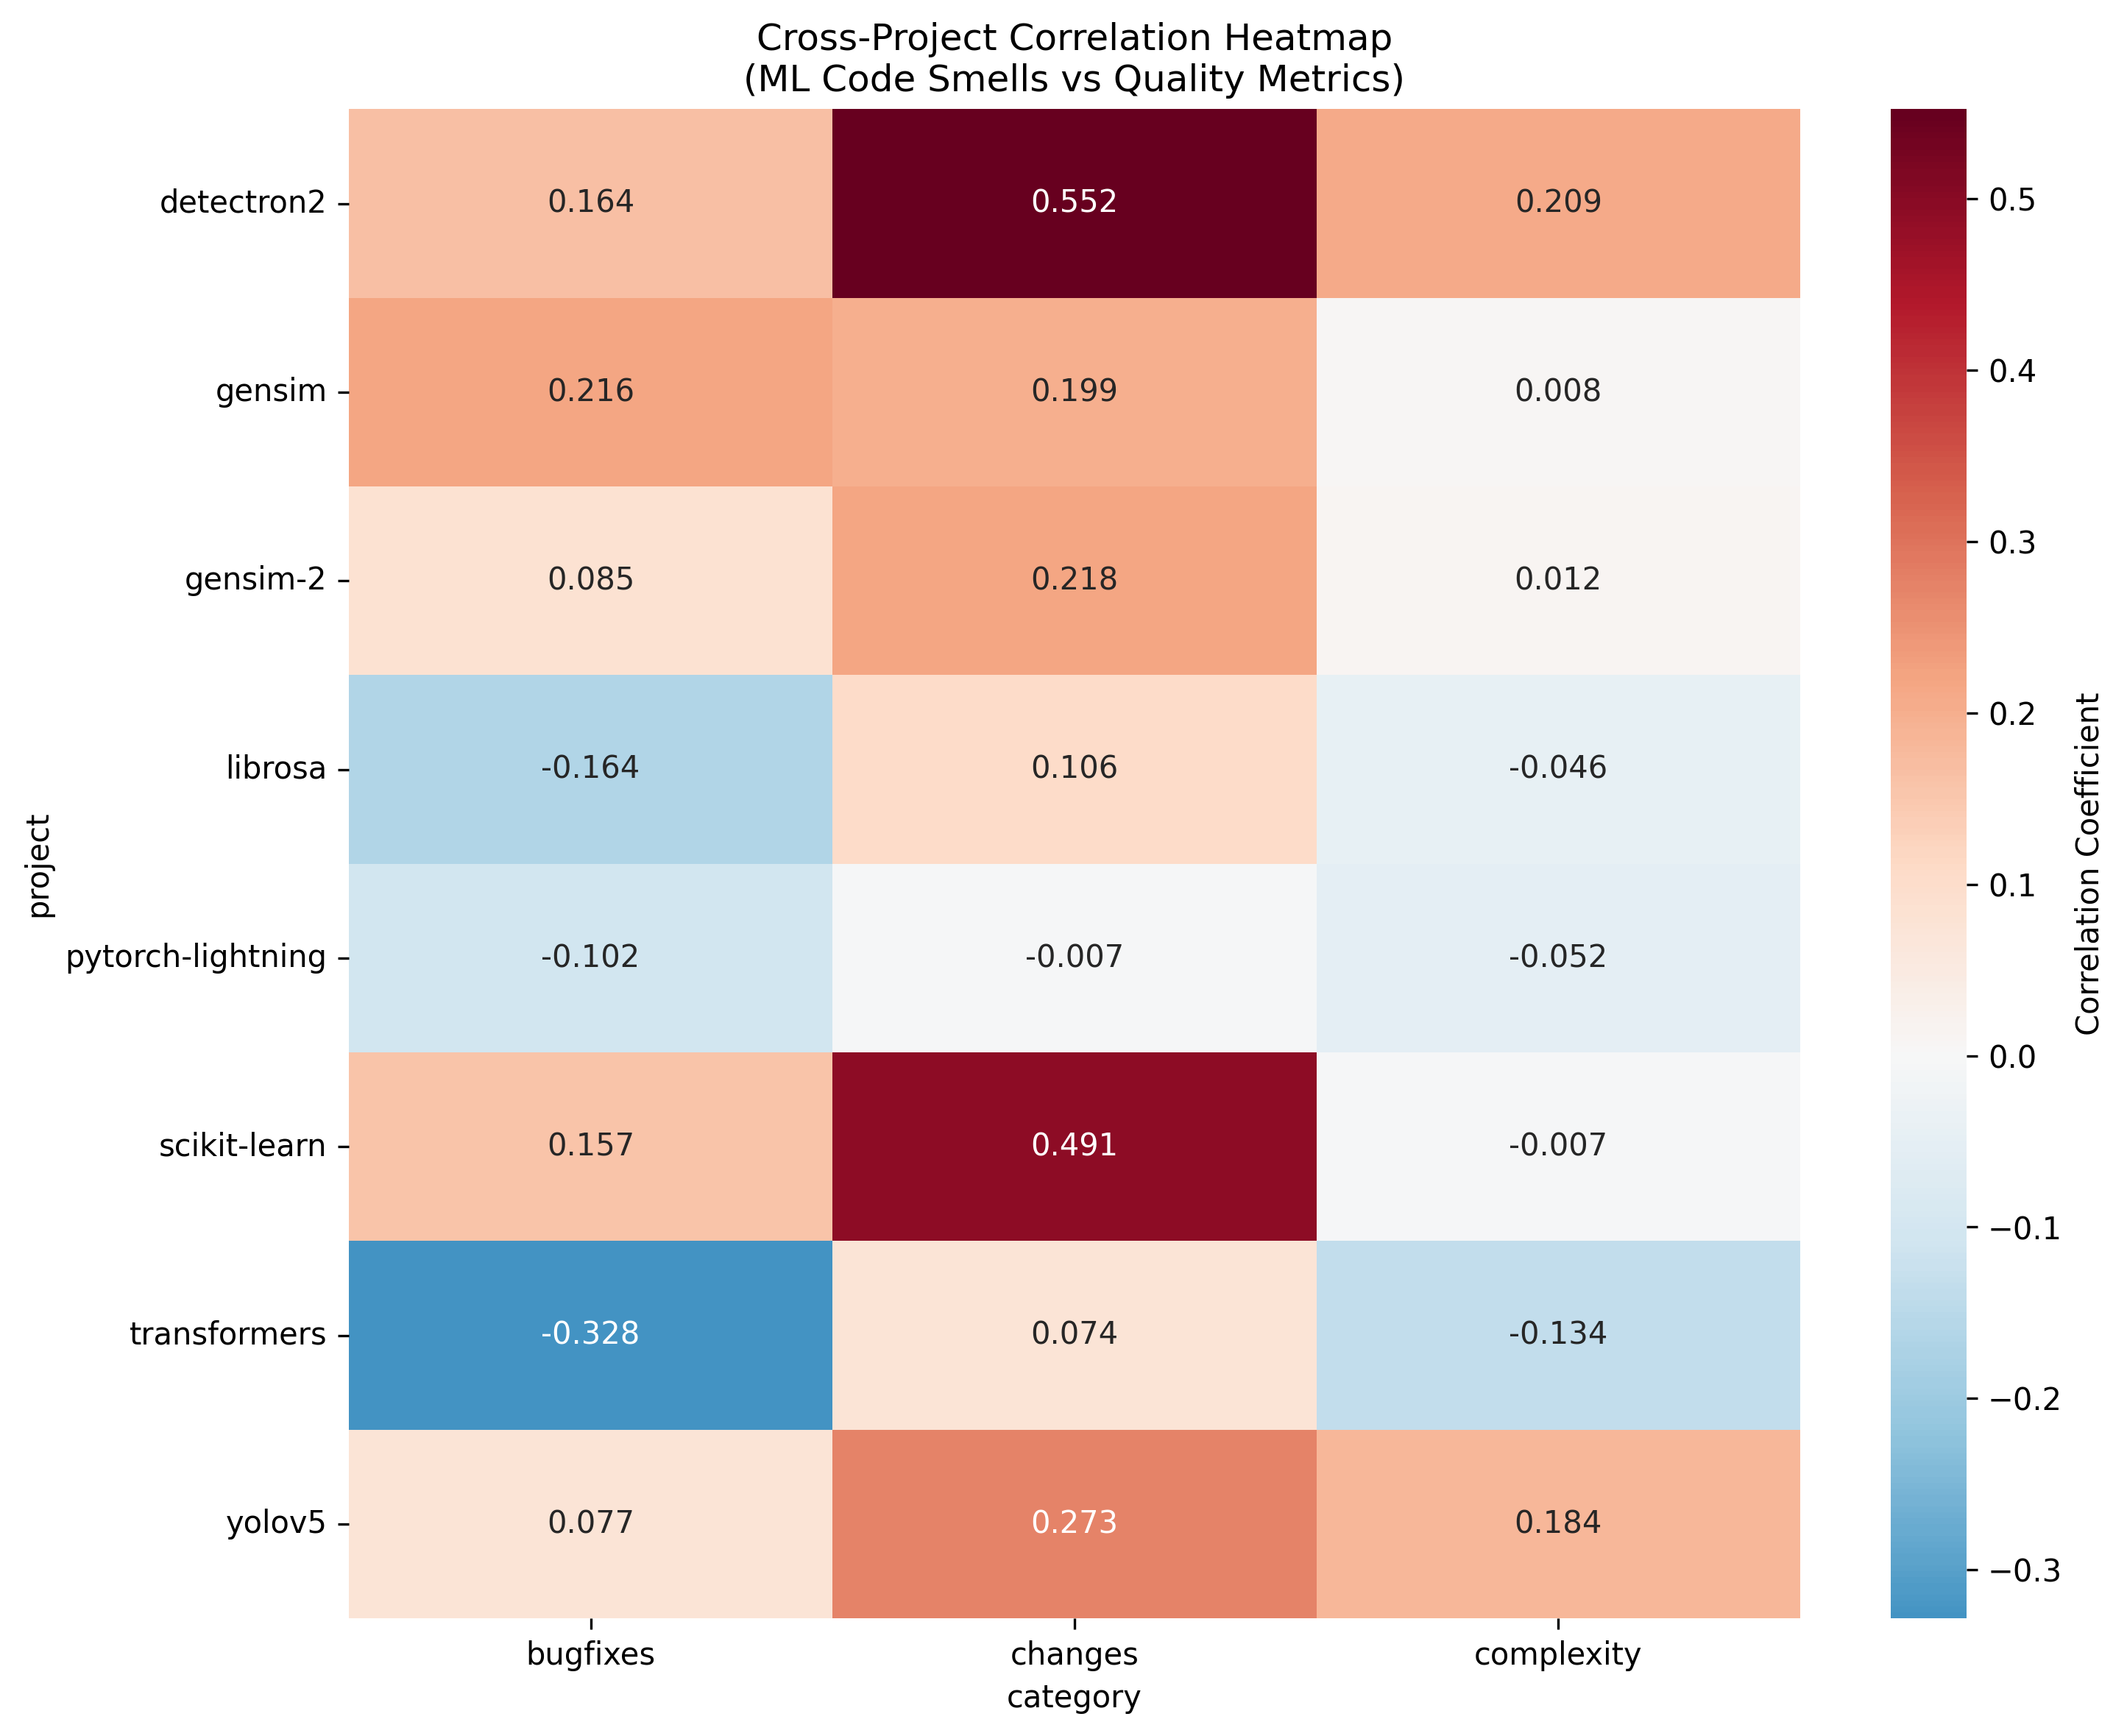 Cross-Project Correlation Heatmap
(ML Code Smells vs Quality Metrics)
project
detectron2 0.164 0.552 0.209
gensim 0.216 0.199 0.008
gensim-2 0.085 0.218 0.012
librosa -0.164 0.106 -0.046
pytorch-lightning -0.102 -0.007 -0.052
scikit-learn 0.157 0.491 -0.007
transformers -0.328 0.074 -0.134
yolov5 0.077 0.273 0.184
bugfixes changes complexity
category
0.5
0.4
0.3
0.2
0.1
0.0
−0.1
−0.2
−0.3
Correlation Coefficient